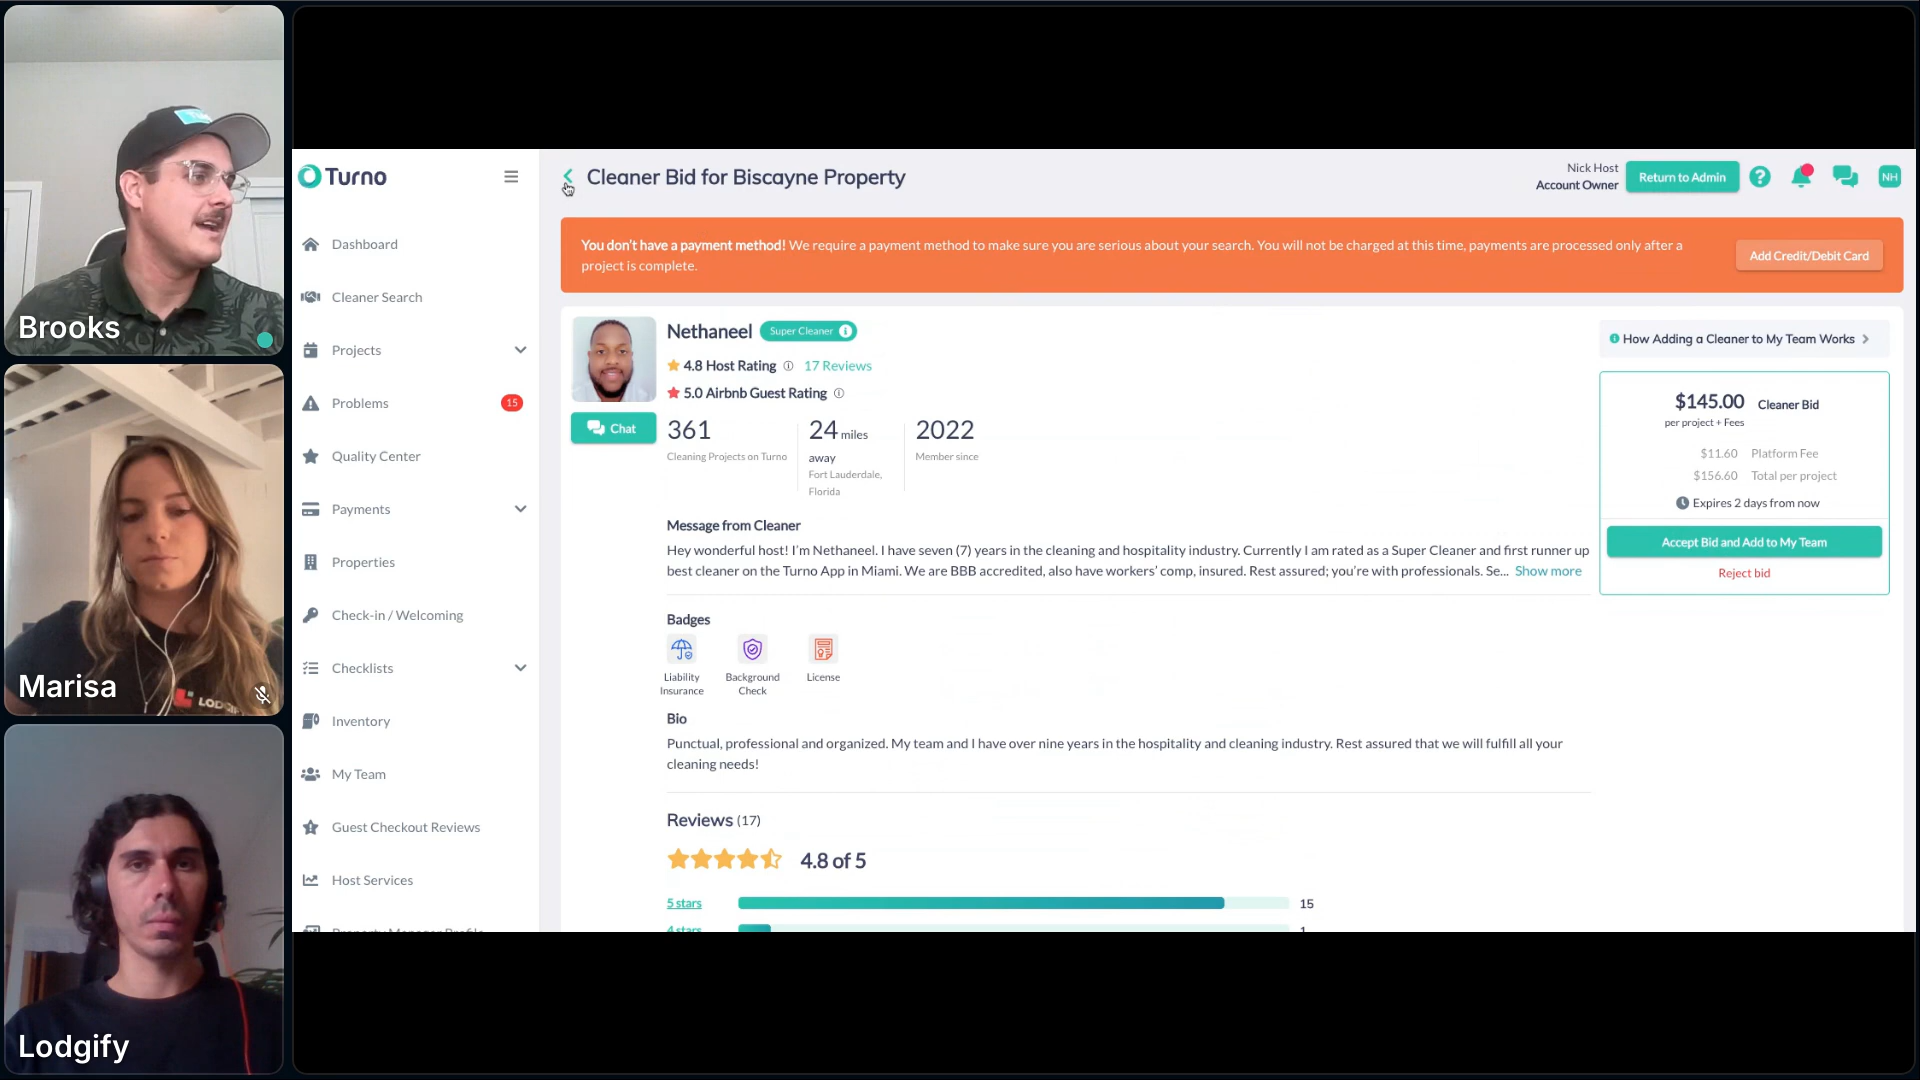 Brooks
Marisa
LODGIF
Lodgify
Turno
Dashboard
Cleaner Search
Projects
Problems 15
Quality Center
Payments
Properties
Check-in / Welcoming
Checklists
Inventory
My Team
Guest Checkout Reviews
Host Services
Property Manager Profile
Cleaner Bid for Biscayne Property
Nick Host
Account Owner
Return to Admin
NH
You don't have a payment method! We require a payment method to make sure you are serious about your search. You will not be charged at this time, payments are processed only after a
project is complete.
Add Credit/Debit Card
Nethaneel Super Cleaner
4.8 Host Rating 17 Reviews
5.0 Airbnb Guest Rating
Chat
361
Cleaning Projects on Turno
24 miles
away
Fort Lauderdale,
Florida
2022
Member since
Message from Cleaner
Hey wonderful host! I'm Nethaneel. I have seven (7) years in the cleaning and hospitality industry. Currently I am rated as a Super Cleaner and first runner up
best cleaner on the Turno App in Miami. We are BBB accredited, also have workers' comp, insured. Rest assured; you're with professionals. Se... Show more
Badges
Liability
Insurance
Background
Check
License
Bio
Punctual, professional and organized. My team and I have over nine years in the hospitality and cleaning industry. Rest assured that we will fulfill all your
cleaning needs!
Reviews (17)
4.8 of 5
5 stars 15
4 stars 1
How Adding a Cleaner to My Team Works
$145.00 Cleaner Bid
per project + Fees
$11.60 Platform Fee
$156.60 Total per project
Expires 2 days from now
Accept Bid and Add to My Team
Reject bid